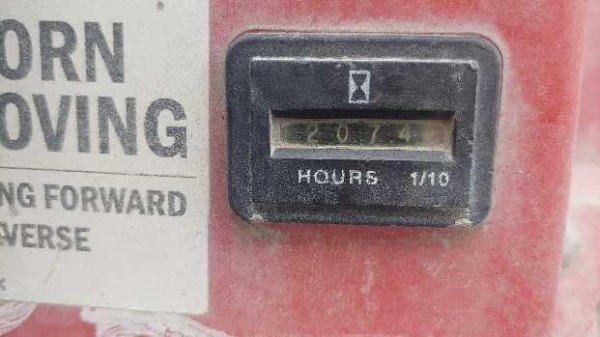 ORN
OVING
NG FORWARD
VERSE
2074
HOURS 1/10